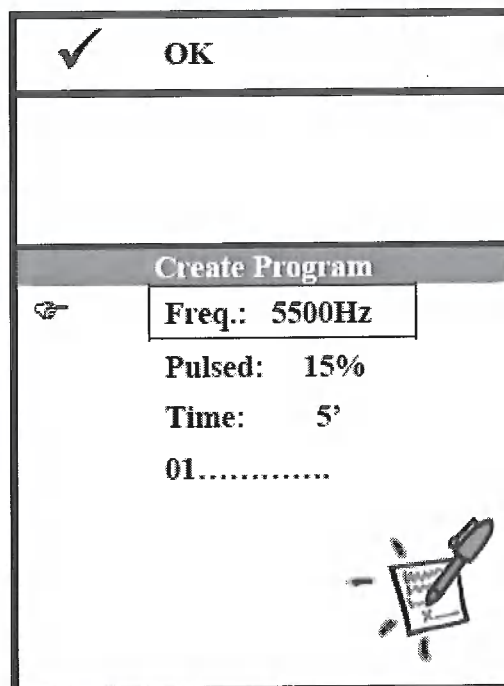 OK
Create Program
Freq.: 5500Hz
Pulsed: 15%
Time: 5’
01.............